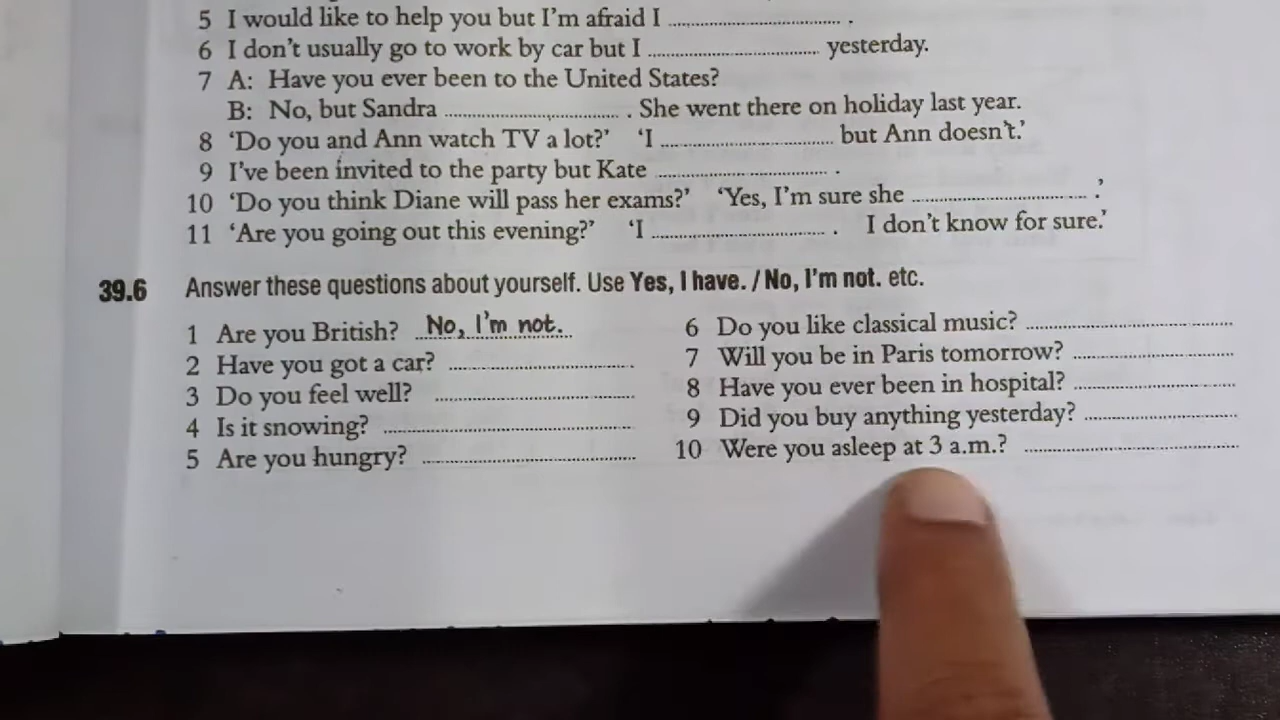 5 I would like to help you but I'm afraid I ........................................ .
6 I don't usually go to work by car but I ........................................ yesterday.
7 A: Have you ever been to the United States?
B: No, but Sandra ........................................ . She went there on holiday last year.
8 ‘Do you and Ann watch TV a lot?’ ‘I ........................................ but Ann doesn't.’
9 I've been invited to the party but Kate ........................................ .
10 ‘Do you think Diane will pass her exams?’ ‘Yes, I'm sure she ........................................ .’
11 ‘Are you going out this evening?’ ‘I ........................................ . I don't know for sure.’
39.6 Answer these questions about yourself. Use Yes, I have. / No, I'm not. etc.
1 Are you British? No, I'm not.
2 Have you got a car? ........................................
3 Do you feel well? ........................................
4 Is it snowing? ........................................
5 Are you hungry? ........................................
6 Do you like classical music? ........................................
7 Will you be in Paris tomorrow? ........................................
8 Have you ever been in hospital? ........................................
9 Did you buy anything yesterday? ........................................
10 Were you asleep at 3 a.m.? ........................................